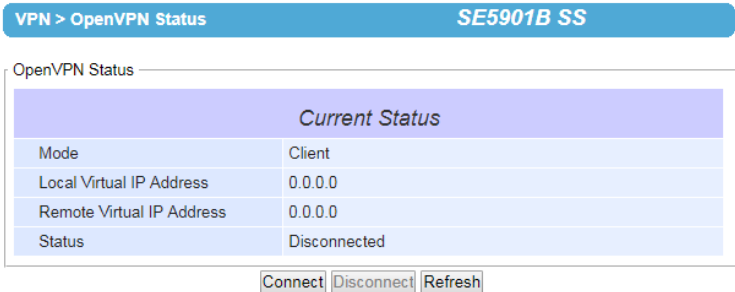 VPN > OpenVPN Status SE5901B SS
OpenVPN Status
Current Status
Mode Client
Local Virtual IP Address 0.0.0.0
Remote Virtual IP Address 0.0.0.0
Status Disconnected
Connect Disconnect Refresh